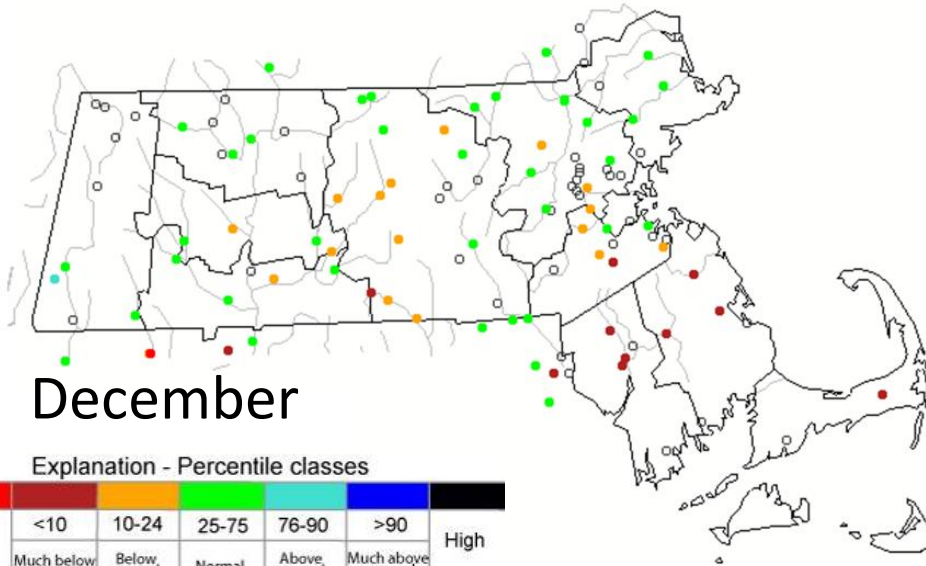 December
Explanation - Percentile classes
<10 10-24 25-75 76-90 >90 High
Much below Below, Normal Above, Much above